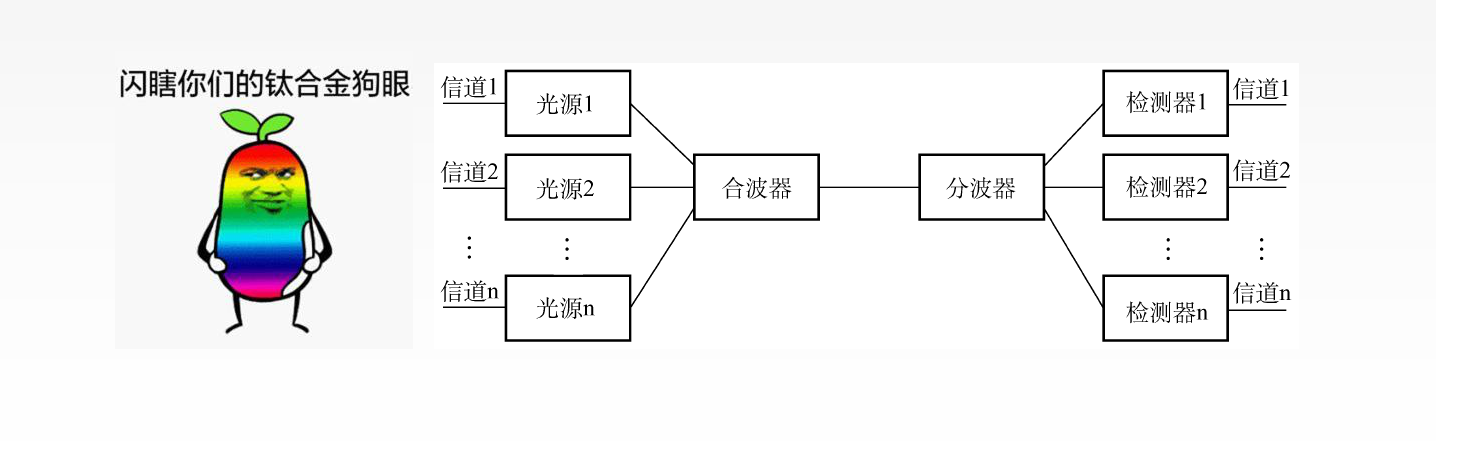 闪瞎你们的钛合金狗眼
信道1
光源1
检测器1
信道1
信道2
光源2
合波器
分波器
检测器2
信道2
信道n
光源n
检测器n
信道n